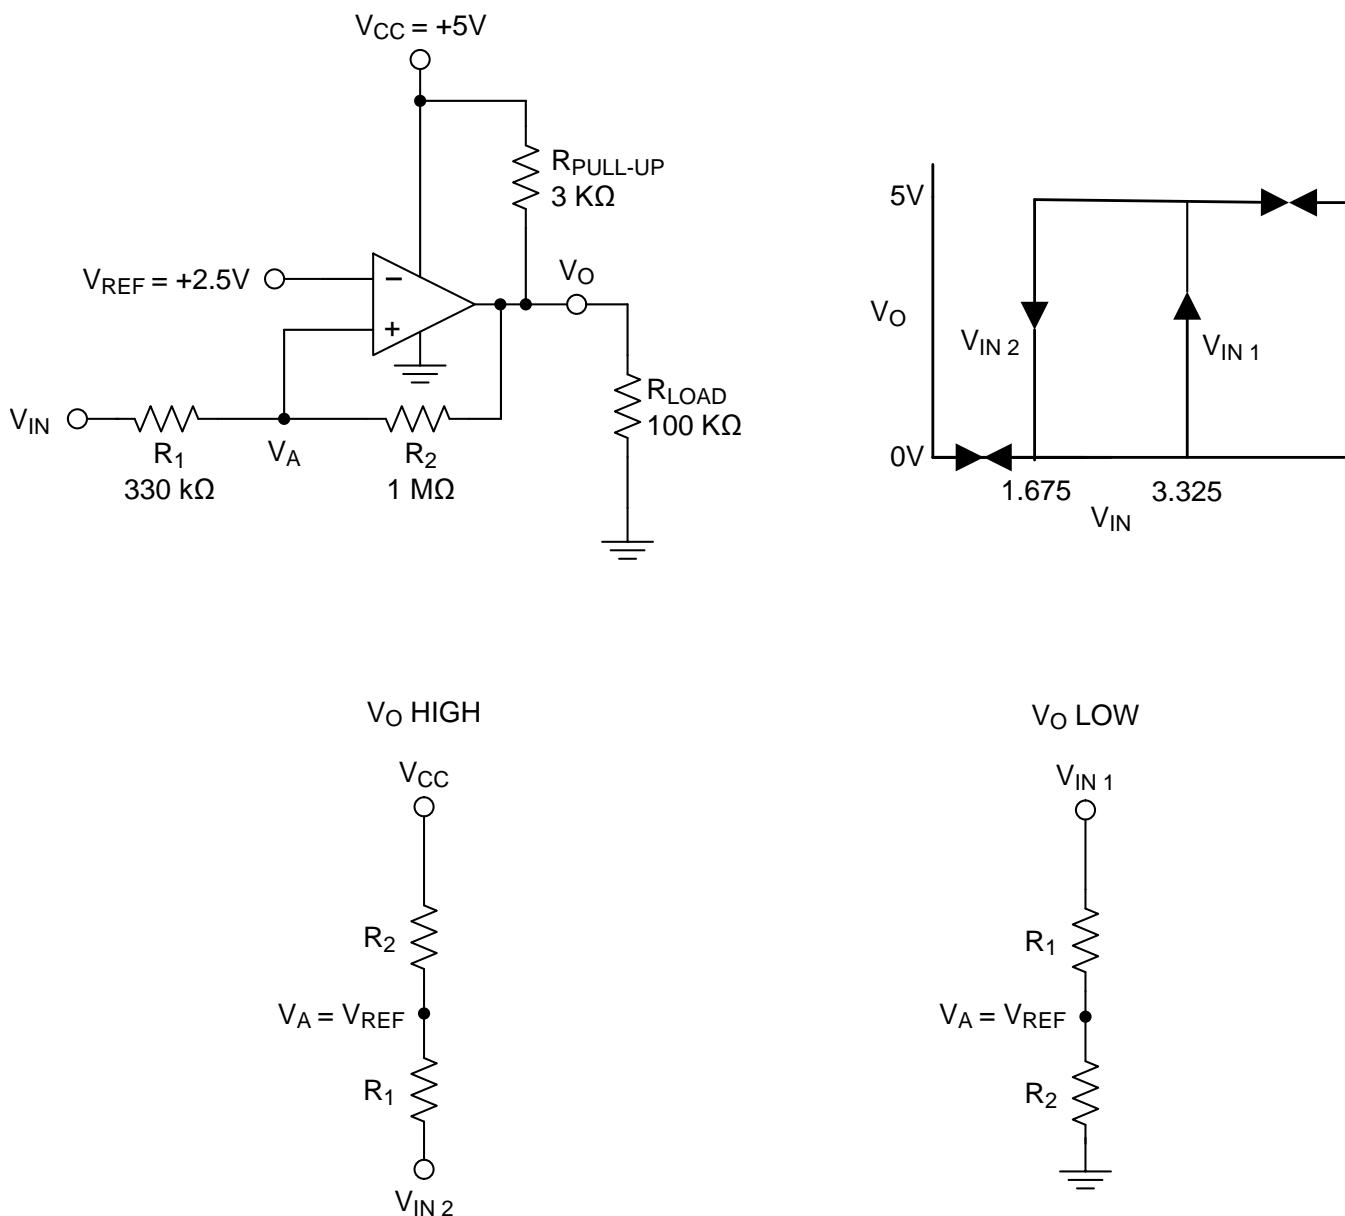 VCC = +5V
RPULL-UP
3 KΩ
VREF = +2.5V
VO
VIN
R1
330 kΩ
VA
R2
1 MΩ
RLOAD
100 KΩ
5V
VO
VIN 2
VIN 1
0V
1.675
3.325
VIN
VO HIGH
VCC
R2
VA = VREF
R1
VIN 2
VO LOW
VIN 1
R1
VA = VREF
R2